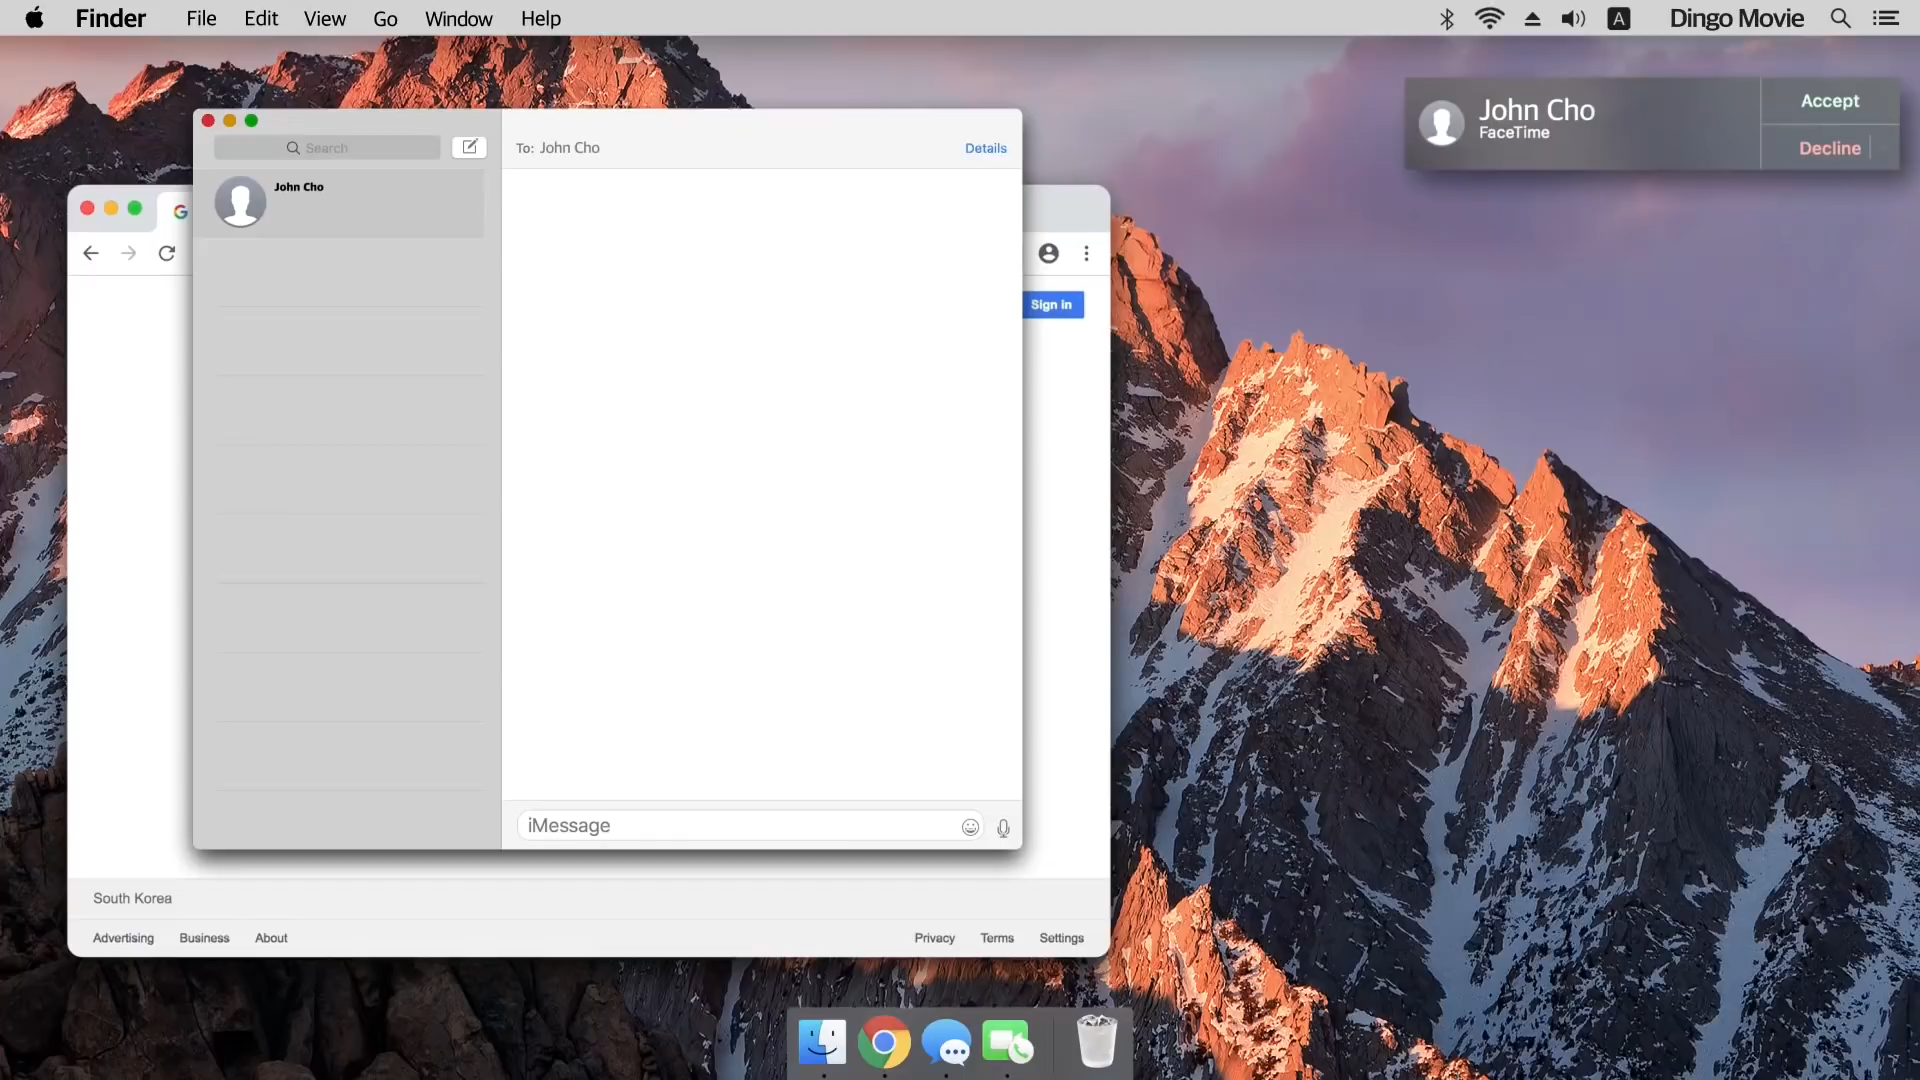 Finder File Edit View Go Window Help
A Dingo Movie
John Cho
FaceTime
Accept
Decline
Search
To: John Cho
Details
John Cho
Sign in
iMessage
South Korea
Advertising Business About
Privacy Terms Settings